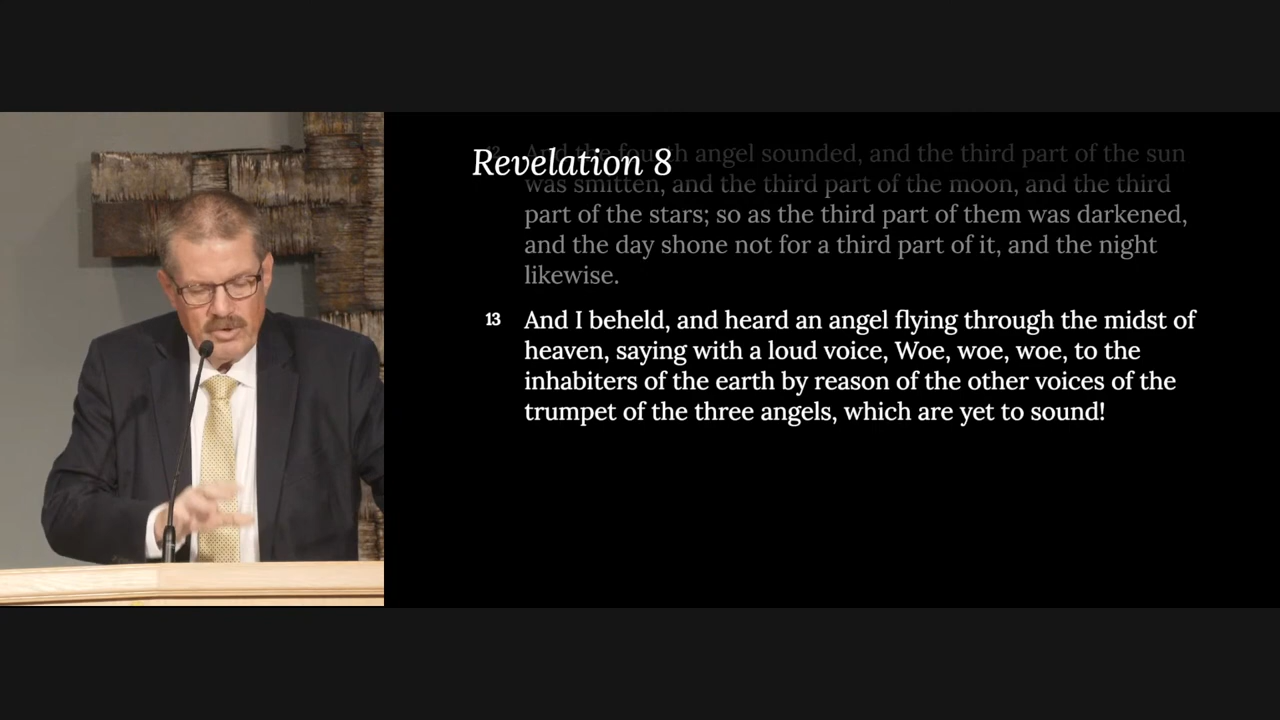 Revelation 8
And the fourth angel sounded, and the third part of the sun
was smitten, and the third part of the moon, and the third
part of the stars; so as the third part of them was darkened,
and the day shone not for a third part of it, and the night
likewise.
13 And I beheld, and heard an angel flying through the midst of
heaven, saying with a loud voice, Woe, woe, woe, to the
inhabiters of the earth by reason of the other voices of the
trumpet of the three angels, which are yet to sound!